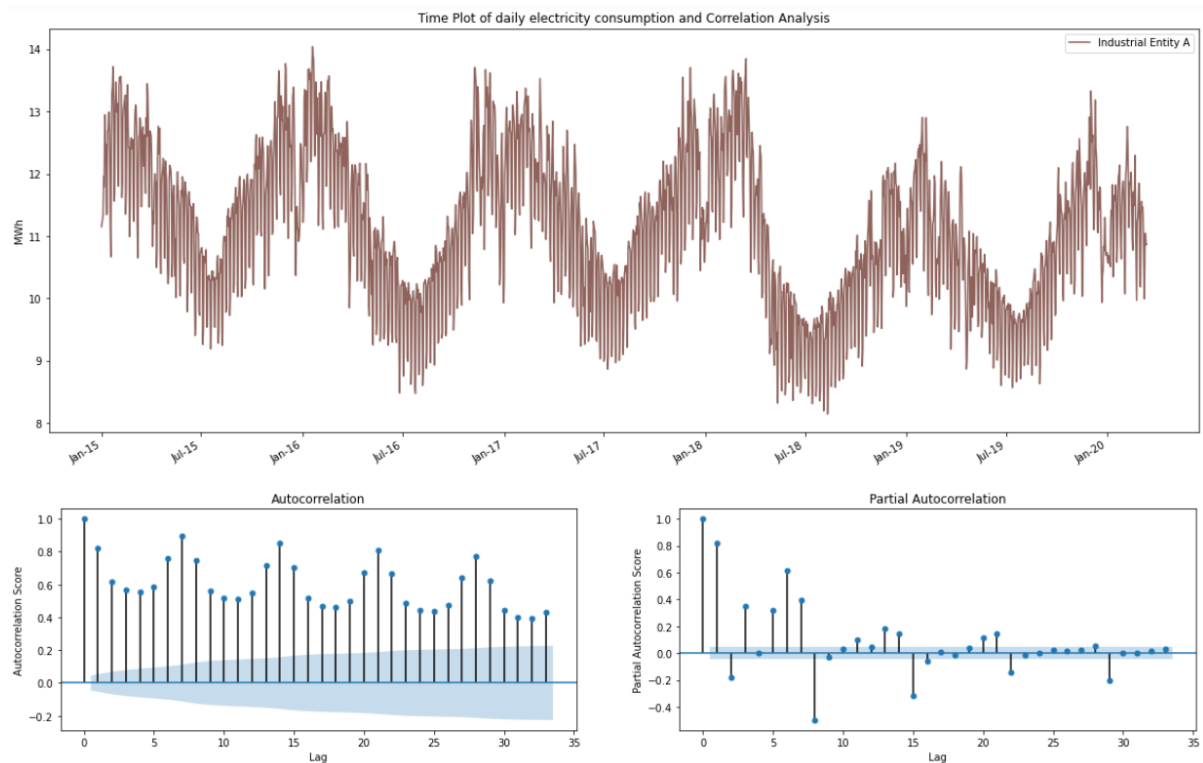 Time Plot of daily electricity consumption and Correlation Analysis
Industrial Entity A
MWh
14
13
12
11
10
9
8
Jan-15 Jul-15 Jan-16 Jul-16 Jan-17 Jul-17 Jan-18 Jul-18 Jan-19 Jul-19 Jan-20
Autocorrelation
Autocorrelation Score
1.0
0.8
0.6
0.4
0.2
0.0
−0.2
0 5 10 15 20 25 30 35
Lag
Partial Autocorrelation
Partial Autocorrelation Score
1.0
0.8
0.6
0.4
0.2
0.0
−0.2
−0.4
0 5 10 15 20 25 30 35
Lag